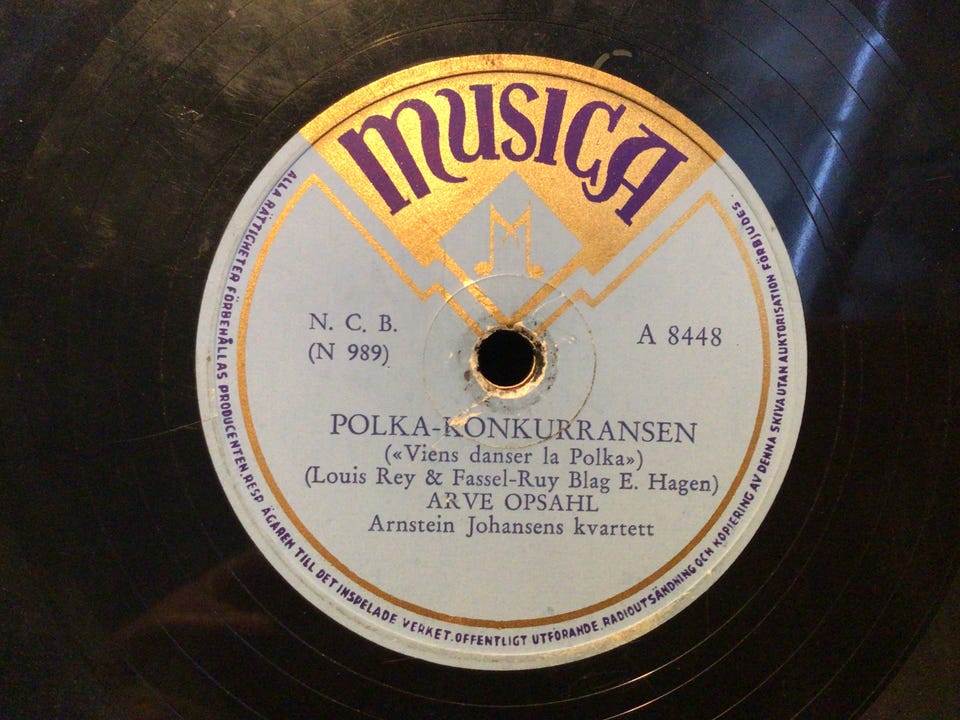 MUSICA
M
N. C. B.
(N 989)
A 8448
POLKA-KONKURRANSEN
(«Viens danser la Polka»)
(Louis Rey & Fassel-Ruy Blag E. Hagen)
ARVE OPSAHL
Arnstein Johansens kvartett
ALLA RÄTTIGHETER FÖRBEHÅLLAS PRODUCENTEN, RESP. ÄGAREN TILL DET INSPELADE VERKET. OFFENTLIGT UTFÖRANDE, RADIOUTSÄNDNING OCH KOPIERING AV DENNA SKIVA UTAN AUKTORISATION FÖRBJUDES.